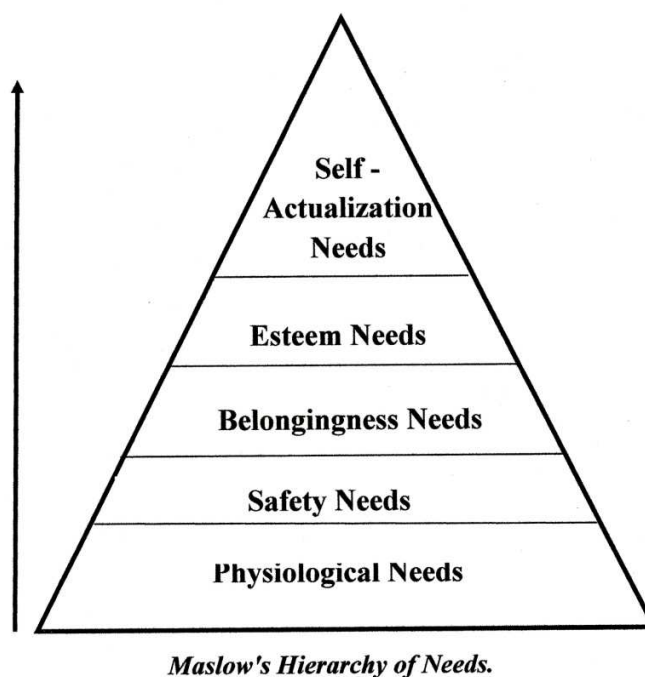 Self -
Actualization
Needs
Esteem Needs
Belongingness Needs
Safety Needs
Physiological Needs
Maslow's Hierarchy of Needs.